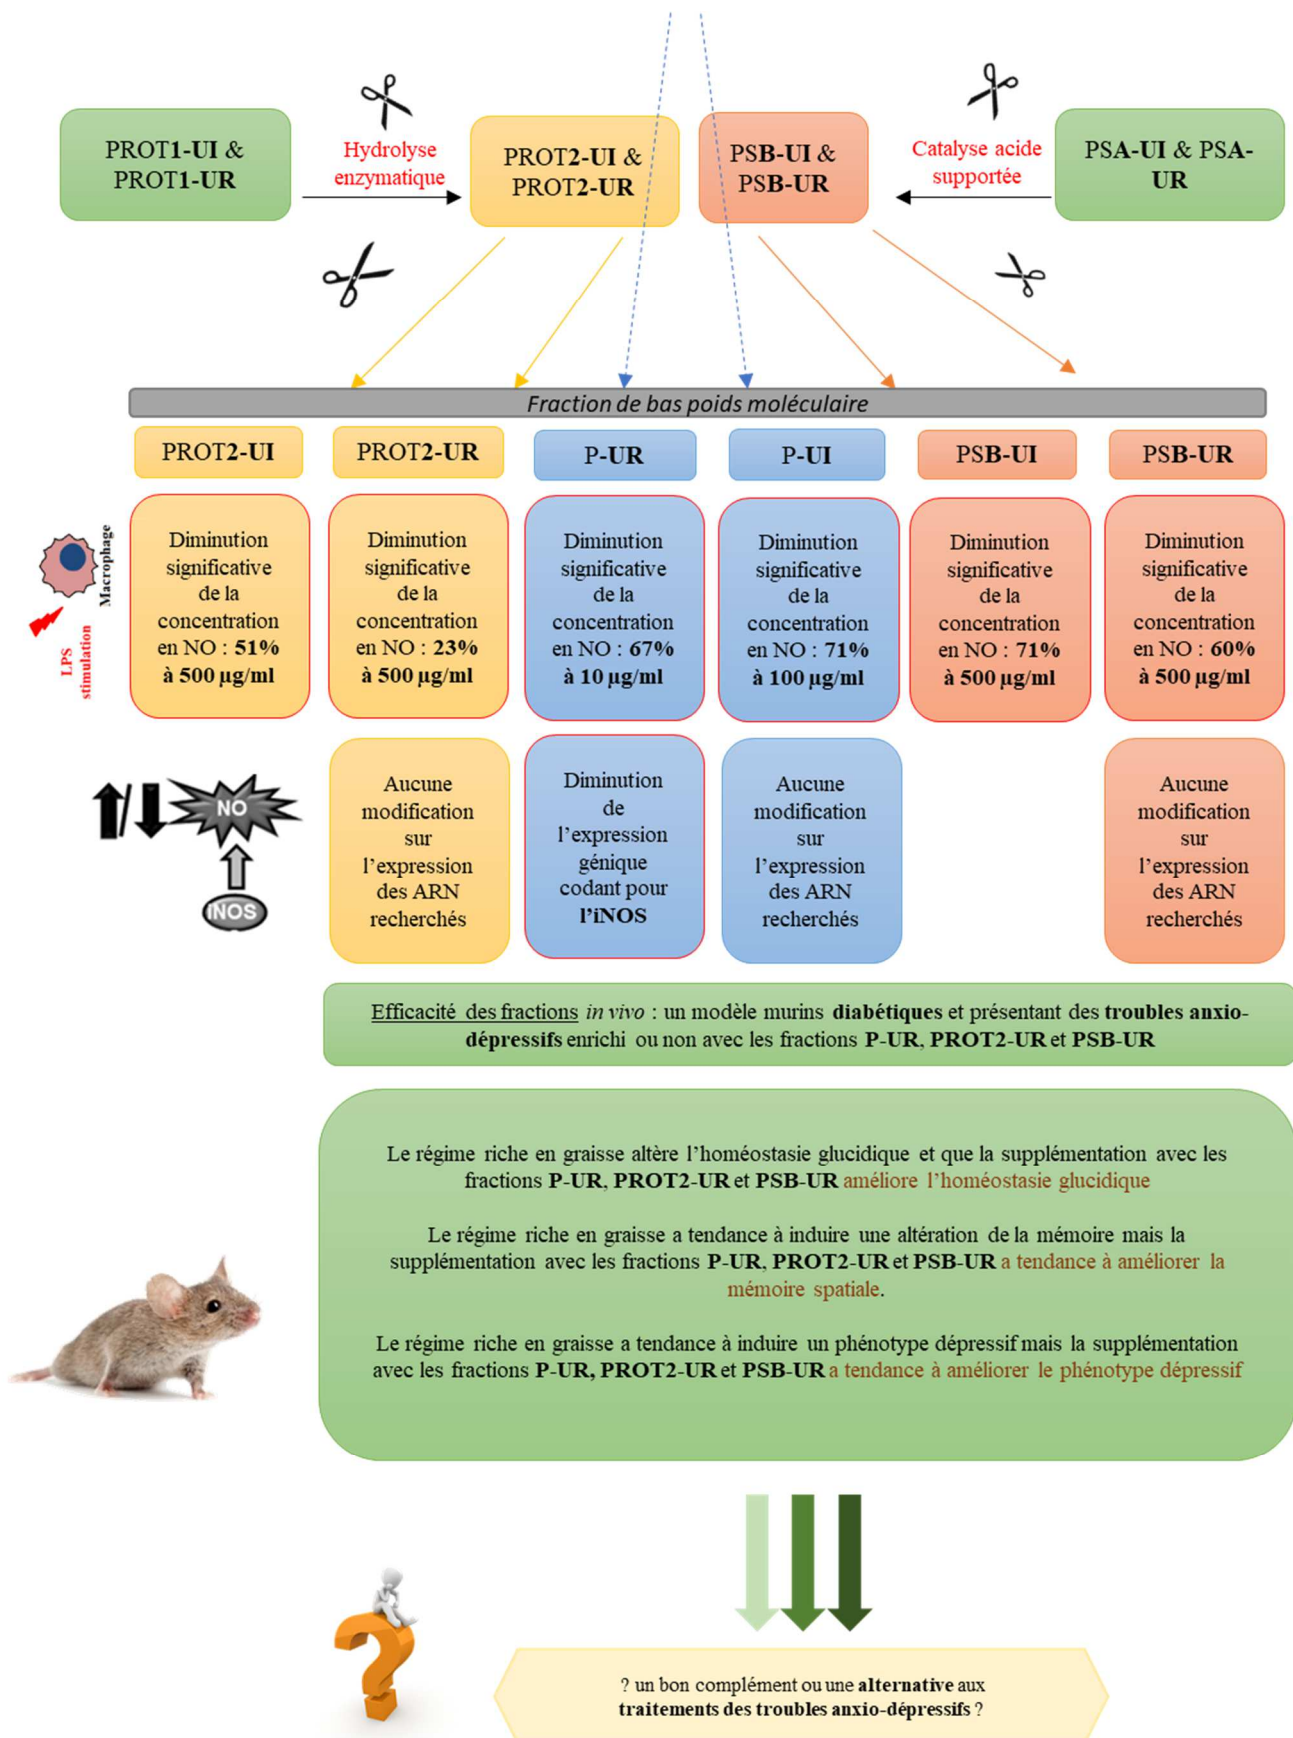 PROT1-UI &
PROT1-UR
Hydrolyse
enzymatique
PROT2-UI &
PROT2-UR
PSB-UI &
PSB-UR
Catalyse acide
supportée
PSA-UI & PSA-
UR
Fraction de bas poids moléculaire
PROT2-UI
PROT2-UR
P-UR
P-UI
PSB-UI
PSB-UR
Macrophage
LPS
stimulation
Diminution
significative
de la
concentration
en NO : 51%
à 500 µg/ml
Diminution
significative
de la
concentration
en NO : 23%
à 500 µg/ml
Diminution
significative
de la
concentration
en NO : 67%
à 10 µg/ml
Diminution
significative
de la
concentration
en NO : 71%
à 100 µg/ml
Diminution
significative
de la
concentration
en NO : 71%
à 500 µg/ml
Diminution
significative
de la
concentration
en NO : 60%
à 500 µg/ml
/
NO
iNOS
Aucune
modification
sur
l’expression
des ARN
recherchés
Diminution
de
l’expression
génique
codant pour
l’iNOS
Aucune
modification
sur
l’expression
des ARN
recherchés
Aucune
modification
sur
l’expression
des ARN
recherchés
Efficacité des fractions in vivo : un modèle murins diabétiques et présentant des troubles anxio-
dépressifs enrichi ou non avec les fractions P-UR, PROT2-UR et PSB-UR
Le régime riche en graisse altère l’homéostasie glucidique et que la supplémentation avec les
fractions P-UR, PROT2-UR et PSB-UR améliore l’homéostasie glucidique
Le régime riche en graisse a tendance à induire une altération de la mémoire mais la
supplémentation avec les fractions P-UR, PROT2-UR et PSB-UR a tendance à améliorer la
mémoire spatiale.
Le régime riche en graisse a tendance à induire un phénotype dépressif mais la supplémentation
avec les fractions P-UR, PROT2-UR et PSB-UR a tendance à améliorer le phénotype dépressif
? un bon complément ou une alternative aux
traitements des troubles anxio-dépressifs ?